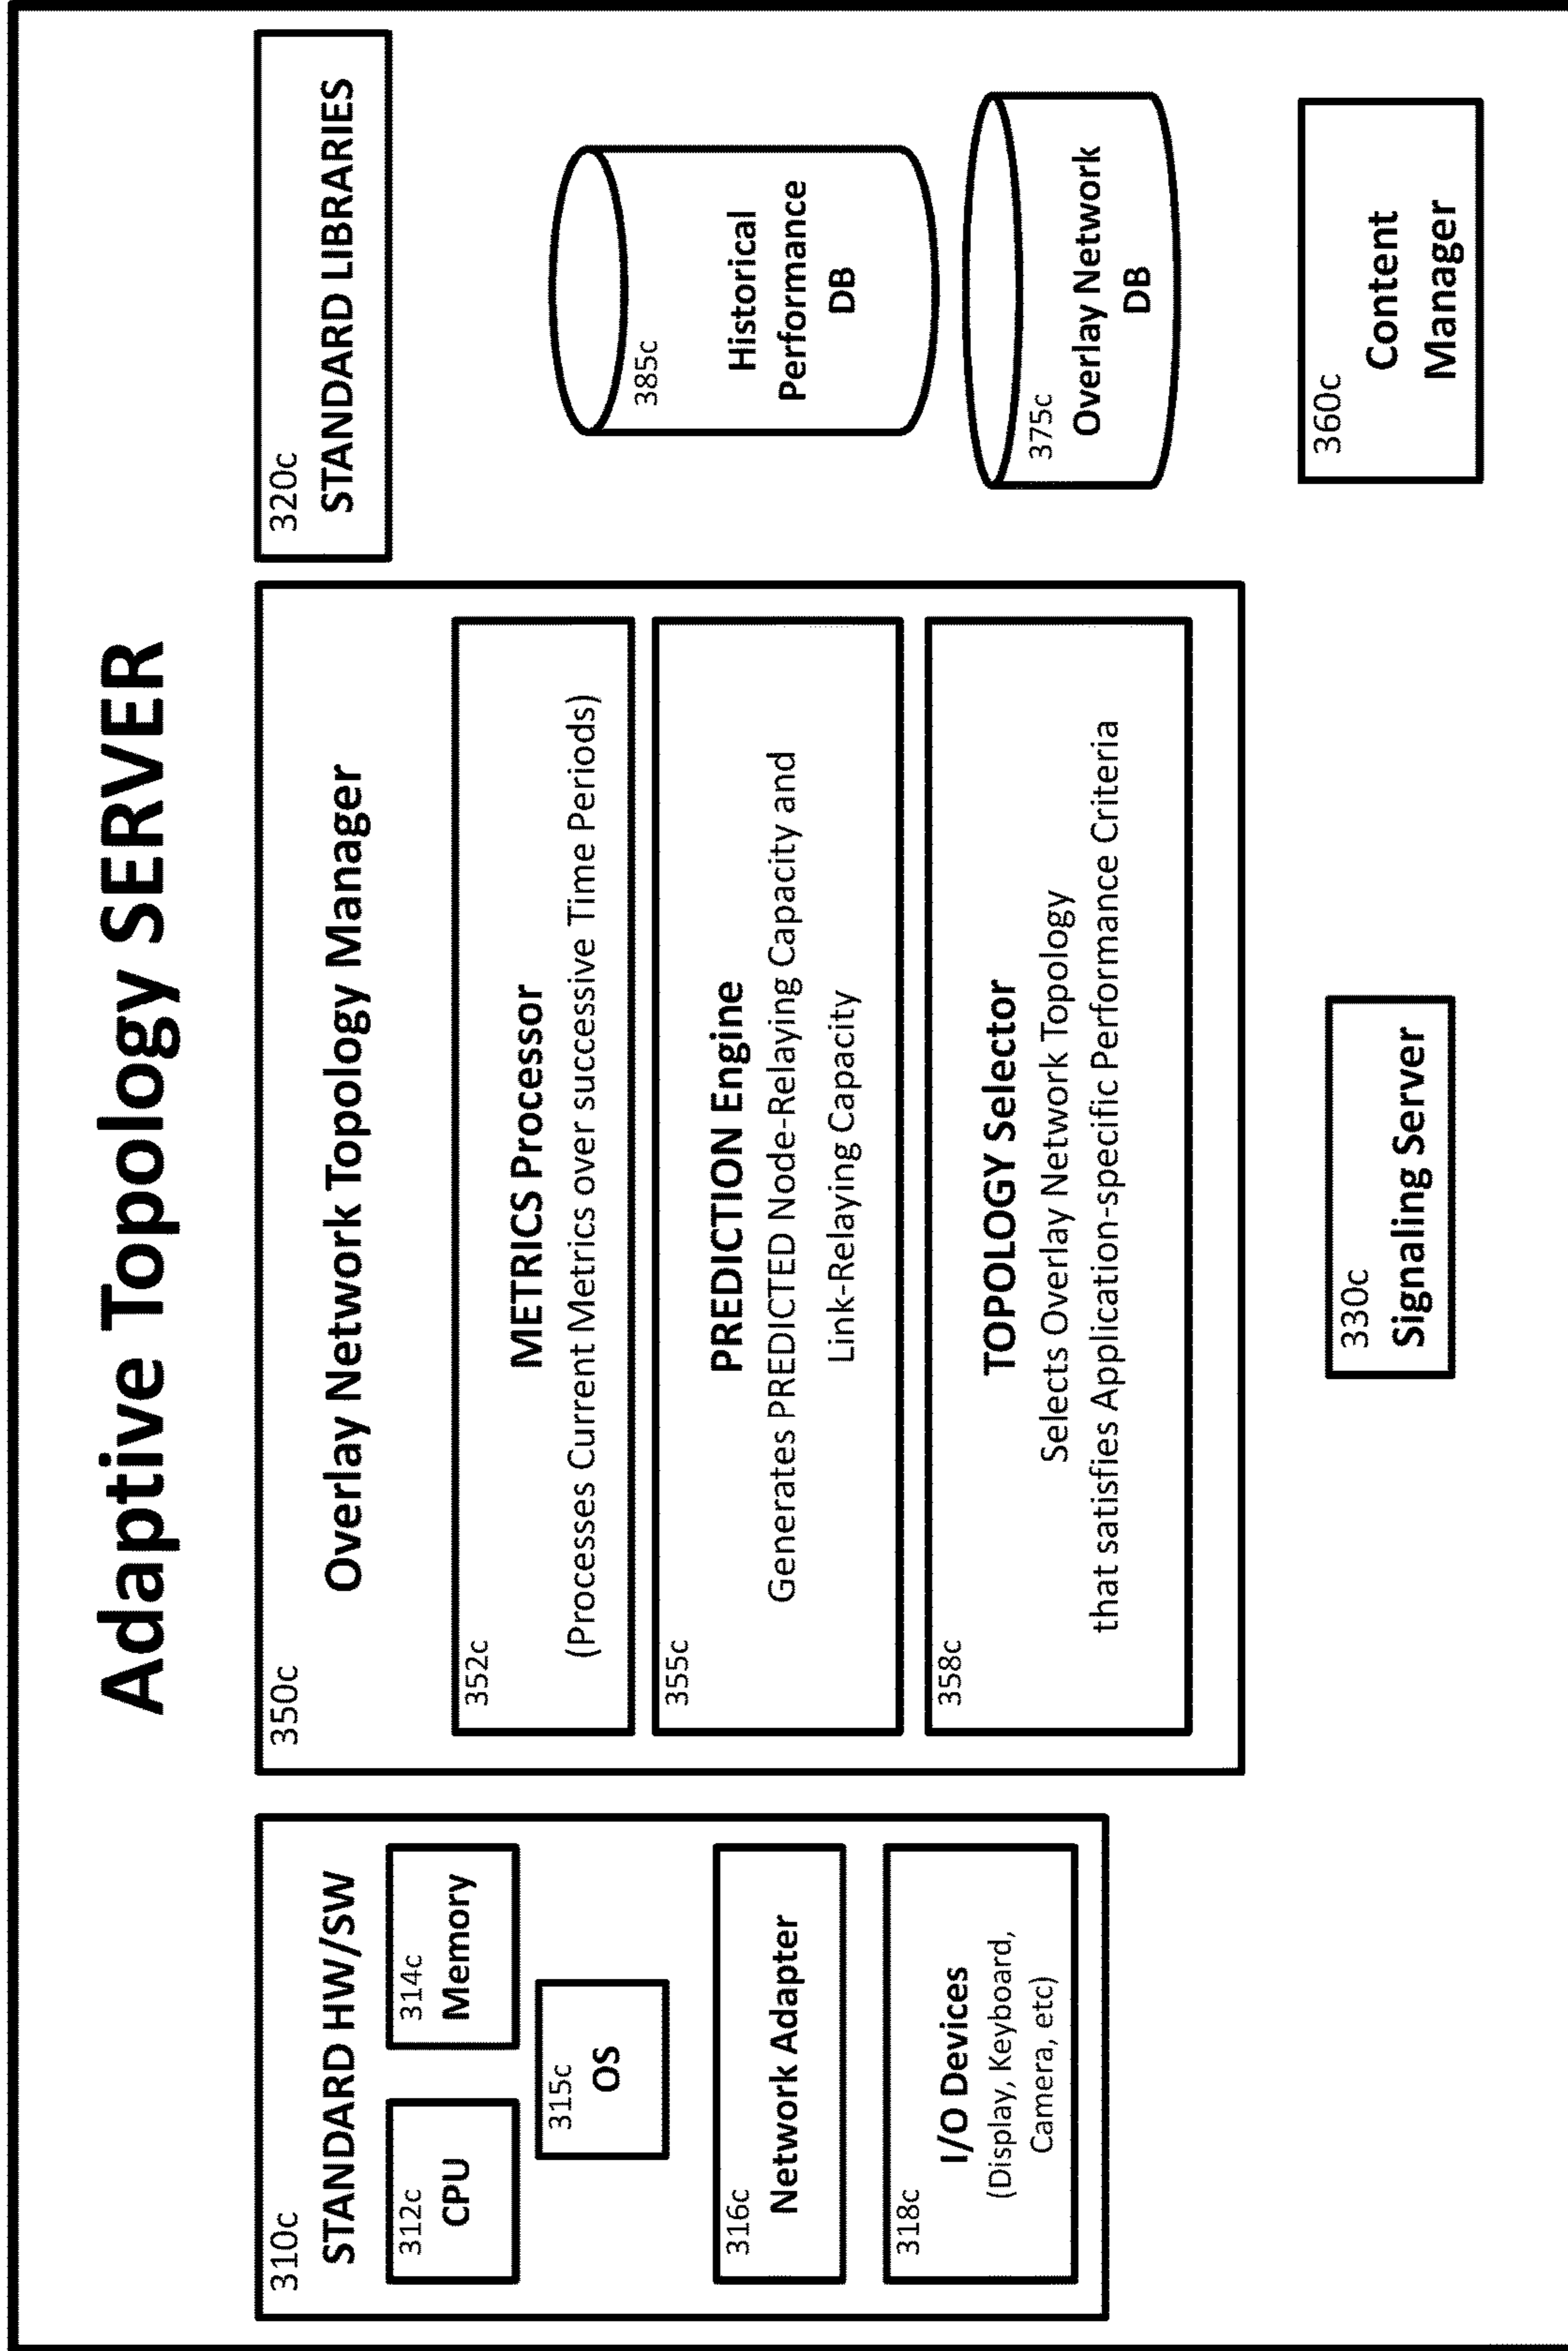 Adaptive Topology SERVER
310c
STANDARD HW/SW
312c
CPU
314c
Memory
315c
OS
316c
Network Adapter
318c
I/O Devices
(Display, Keyboard,
Camera, etc)
350c
Overlay Network Topology Manager
352c
METRICS Processor
(Processes Current Metrics over successive Time Periods)
355c
PREDICTION Engine
Generates PREDICTED Node-Relaying Capacity and
Link-Relaying Capacity
358c
TOPOLOGY Selector
Selects Overlay Network Topology
that satisfies Application-specific Performance Criteria
330c
Signaling Server
320c
STANDARD LIBRARIES
385c
Historical
Performance
DB
375c
Overlay Network
DB
360c
Content
Manager